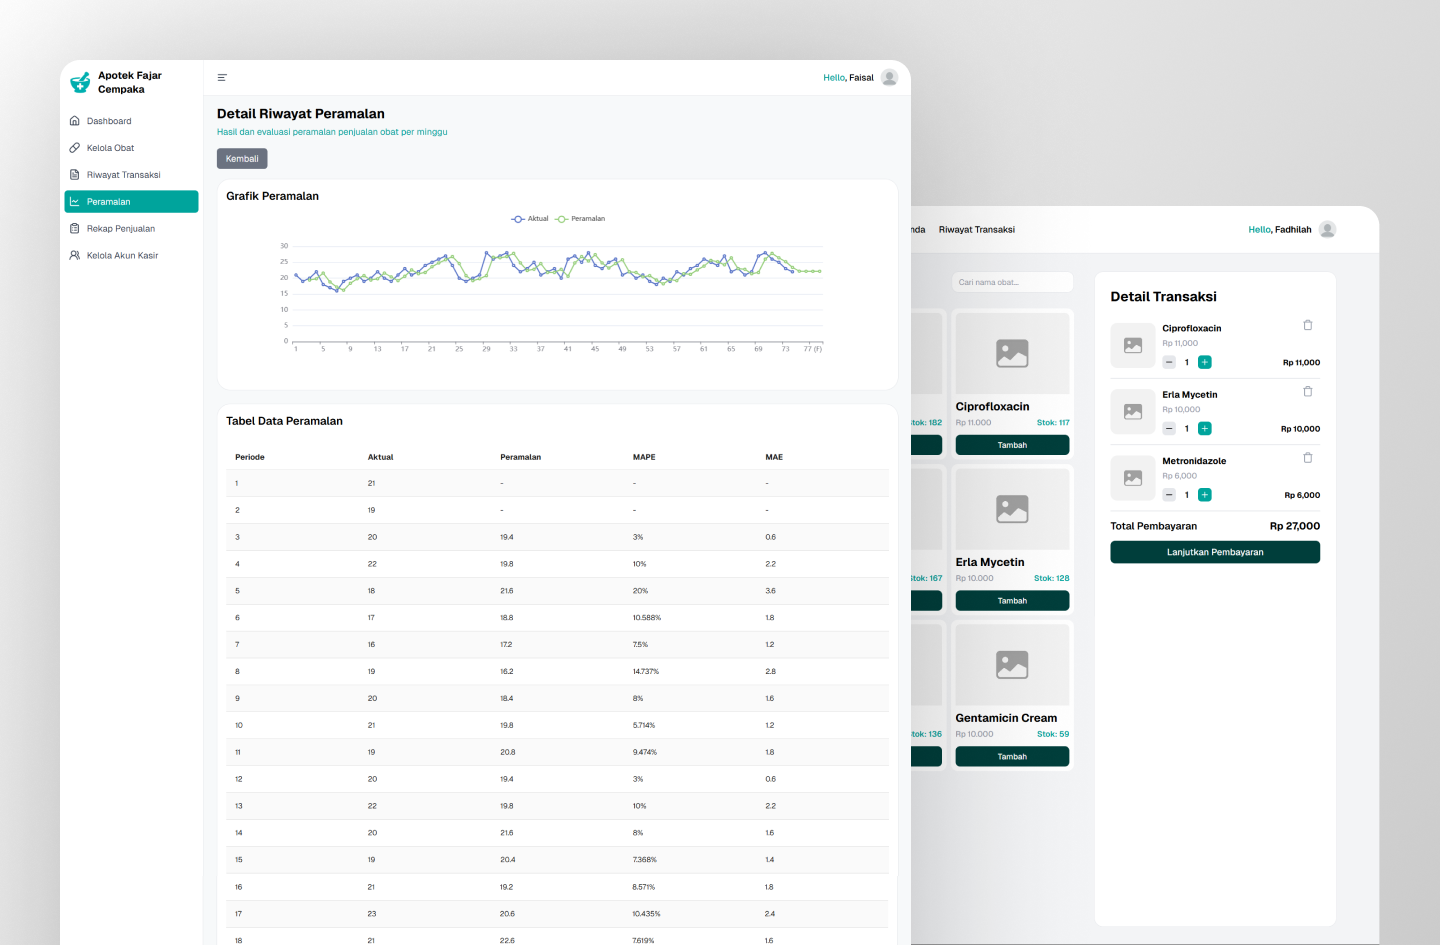 Apotek Fajar
Cempaka
Dashboard
Kelola Obat
Riwayat Transaksi
Peramalan
Rekap Penjualan
Kelola Akun Kasir
Hello, Faisal
Detail Riwayat Peramalan
Hasil dan evaluasi peramalan penjualan obat per minggu
Kembali
Grafik Peramalan
Aktual Peramalan
30
25
20
15
10
5
0
1 5 9 13 17 21 25 29 33 37 41 45 49 53 57 61 65 69 73 77 (F)
Tabel Data Peramalan
Periode Aktual Peramalan MAPE MAE
1 21 - - -
2 19 - - -
3 20 19.4 3% 0.6
4 22 19.8 10% 2.2
5 18 21.6 20% 3.6
6 17 18.8 10.588% 1.8
7 16 17.2 7.5% 1.2
8 19 16.2 14.737% 2.8
9 20 18.4 8% 1.6
10 21 19.8 5.714% 1.2
11 19 20.8 9.474% 1.8
12 20 19.4 3% 0.6
13 22 19.8 10% 2.2
14 20 21.6 8% 1.6
15 19 20.4 7.368% 1.4
16 21 19.2 8.571% 1.8
17 23 20.6 10.435% 2.4
18 21 22.6 7.619% 1.6
nda Riwayat Transaksi
Hello, Fadhilah
Cari nama obat...
Ciprofloxacin
Stok: 182
Rp 11.000 Stok: 117
Tambah
Erla Mycetin
Stok: 167
Rp 10.000 Stok: 128
Tambah
Gentamicin Cream
tok: 136
Rp 10.000 Stok: 59
Tambah
Detail Transaksi
Ciprofloxacin
Rp 11,000
− 1 + Rp 11,000
Erla Mycetin
Rp 10,000
− 1 + Rp 10,000
Metronidazole
Rp 6,000
− 1 + Rp 6,000
Total Pembayaran Rp 27,000
Lanjutkan Pembayaran